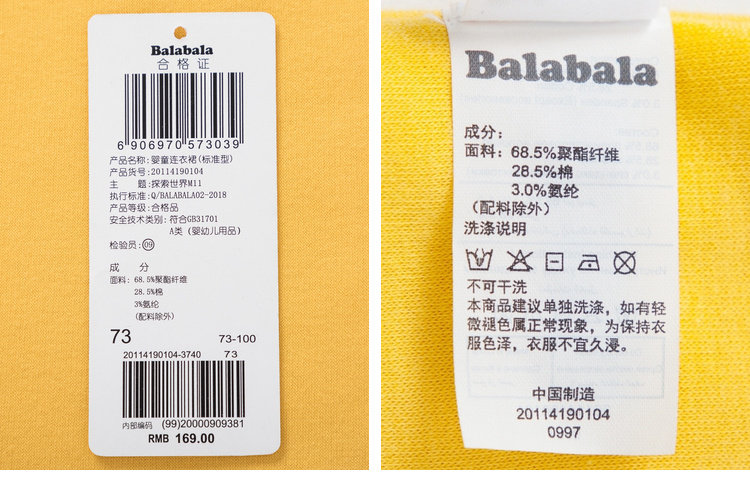 Balabala
合格证
6 906970 573039
产品名称: 婴童连衣裙(标准型)
产品货号: 20114190104
主 题: 探索世界M11
执行标准: Q/BALABALA02-2018
产品等级: 合格品
安全技术类别: 符合GB31701
A类 (婴幼儿用品)
检验员: 09
成 分
面料: 68.5%聚酯纤维
28.5%棉
3%氨纶
(配料除外)
73 73-100
20114190104-3740 73
内部编码 (99)20000909381
RMB 169.00
Balabala
成分:
面料: 68.5%聚酯纤维
28.5%棉
3.0%氨纶
(配料除外)
洗涤说明
不可干洗
本商品建议单独洗涤，如有轻
微褪色属正常现象，为保持衣
服色泽，衣服不宜久浸。
中国制造
20114190104
0997